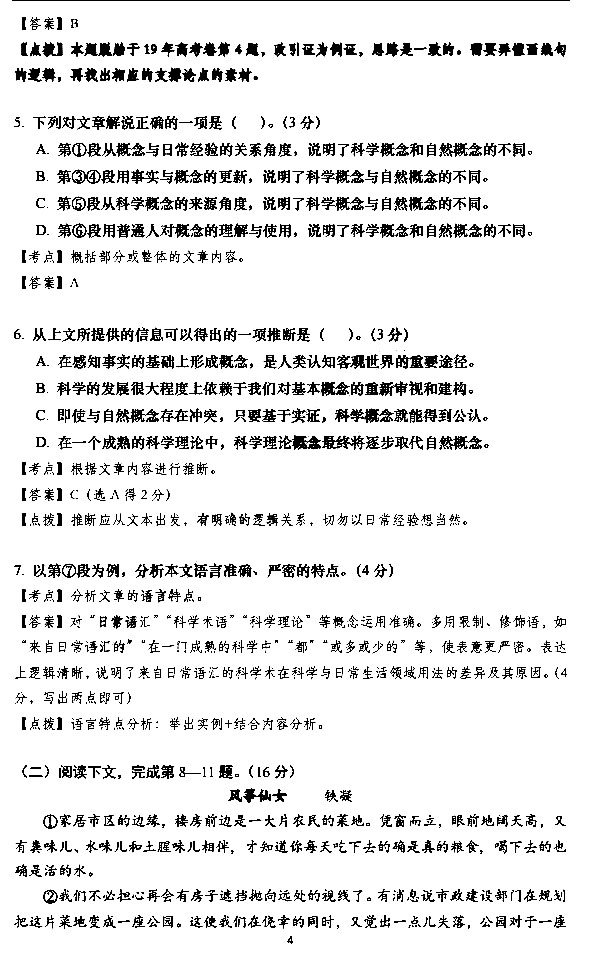 【答案】B
【点拨】本题脱胎于 19 年高考卷第 4 题，改引证为例证，思路是一致的。需要弄懂画线句
的逻辑，再找出相应的支撑论点的素材。
5. 下列对文章解说正确的一项是（　　）。（3 分）
A. 第①段从概念与日常经验的关系角度，说明了科学概念和自然概念的不同。
B. 第③④段用事实与概念的更新，说明了科学概念与自然概念的不同。
C. 第⑤段从科学概念的来源角度，说明了科学概念与自然概念的不同。
D. 第⑥段用普通人对概念的理解与使用，说明了科学概念和自然概念的不同。
【考点】概括部分或整体的文章内容。
【答案】A
6. 从上文所提供的信息可以得出的一项推断是（　　）。（3 分）
A. 在感知事实的基础上形成概念，是人类认知客观世界的重要途径。
B. 科学的发展很大程度上依赖于我们对基本概念的重新审视和建构。
C. 即使与自然概念存在冲突，只要基于实证，科学概念就能得到公认。
D. 在一个成熟的科学理论中，科学理论概念最终将逐步取代自然概念。
【考点】根据文章内容进行推断。
【答案】C（选 A 得 2 分）
【点拨】推断应从文本出发，有明确的逻辑关系，切勿以日常经验想当然。
7. 以第⑦段为例，分析本文语言准确、严密的特点。（4 分）
【考点】分析文章的语言特点。
【答案】对“日常语汇”“科学术语”“科学理论”等概念运用准确。多用限制、修饰语，如
“来自日常语汇的”“在一门成熟的科学中”“都”“或多或少的”等，使表意更严密。表达
上逻辑清晰，说明了来自日常语汇的科学术在科学与日常生活领域用法的差异及其原因。（4
分，写出两点即可）
【点拨】语言特点分析：举出实例+结合内容分析。
（二）阅读下文，完成第 8—11 题。（16 分）
风筝仙女　　铁凝
①家居市区的边缘，楼房前边是一大片农民的菜地。凭窗而立，眼前地阔天高，又
有粪味儿、水味儿和土腥味儿相伴，才知道你每天吃下去的确是真的粮食，喝下去的也
确是活的水。
②我们不必担心再会有房子遮挡抛向远处的视线了。有消息说市政建设部门在规划
把这片菜地变成一座公园。这使我们在侥幸的同时，又觉出一点儿失落，公园对于一座
4